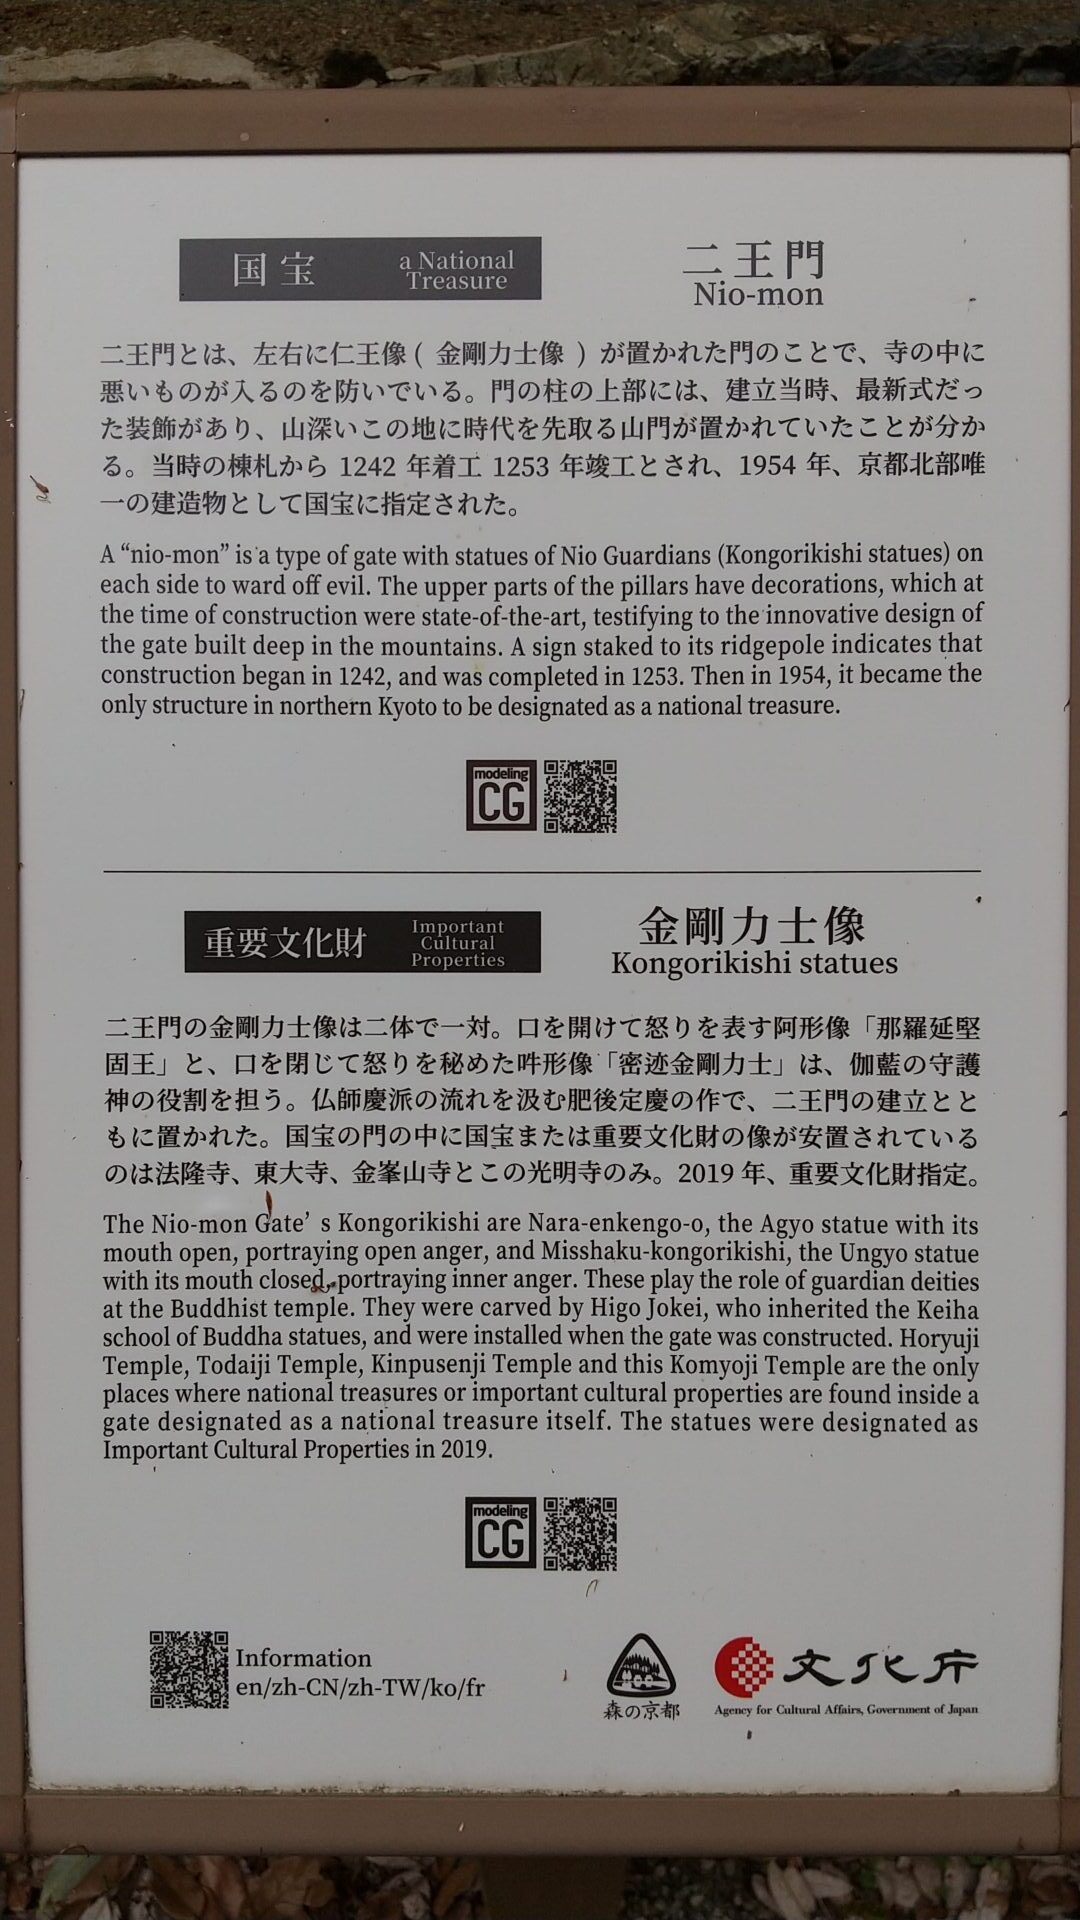 国宝
a National
Treasure
二王門
Nio-mon
二王門とは、左右に仁王像( 金剛力士像 ) が置かれた門のことで、寺の中に
悪いものが入るのを防いでいる。門の柱の上部には、建立当時、最新式だっ
た装飾があり、山深いこの地に時代を先取る山門が置かれていたことが分か
る。当時の棟札から 1242 年着工 1253 年竣工とされ、1954 年、京都北部唯
一の建造物として国宝に指定された。
A “nio-mon” is a type of gate with statues of Nio Guardians (Kongorikishi statues) on
each side to ward off evil. The upper parts of the pillars have decorations, which at
the time of construction were state-of-the-art, testifying to the innovative design of
the gate built deep in the mountains. A sign staked to its ridgepole indicates that
construction began in 1242, and was completed in 1253. Then in 1954, it became the
only structure in northern Kyoto to be designated as a national treasure.
modeling
CG
重要文化財
Important
Cultural
Properties
金剛力士像
Kongorikishi statues
二王門の金剛力士像は二体で一対。口を開けて怒りを表す阿形像「那羅延堅
固王」と、口を閉じて怒りを秘めた吽形像「密迹金剛力士」は、伽藍の守護
神の役割を担う。仏師慶派の流れを汲む肥後定慶の作で、二王門の建立とと
もに置かれた。国宝の門の中に国宝または重要文化財の像が安置されている
のは法隆寺、東大寺、金峯山寺とこの光明寺のみ。2019 年、重要文化財指定。
The Nio-mon Gate’ s Kongorikishi are Nara-enkengo-o, the Agyo statue with its
mouth open, portraying open anger, and Misshaku-kongorikishi, the Ungyo statue
with its mouth closed, portraying inner anger. These play the role of guardian deities
at the Buddhist temple. They were carved by Higo Jokei, who inherited the Keiha
school of Buddha statues, and were installed when the gate was constructed. Horyuji
Temple, Todaiji Temple, Kinpusenji Temple and this Komyoji Temple are the only
places where national treasures or important cultural properties are found inside a
gate designated as a national treasure itself. The statues were designated as
Important Cultural Properties in 2019.
modeling
CG
Information
en/zh-CN/zh-TW/ko/fr
森の京都
文化庁
Agency for Cultural Affairs, Government of Japan